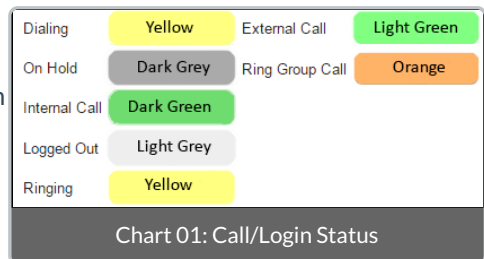 Dialing Yellow External Call Light Green
On Hold Dark Grey Ring Group Call Orange
Internal Call Dark Green
Logged Out Light Grey
Ringing Yellow
Chart 01: Call/Login Status